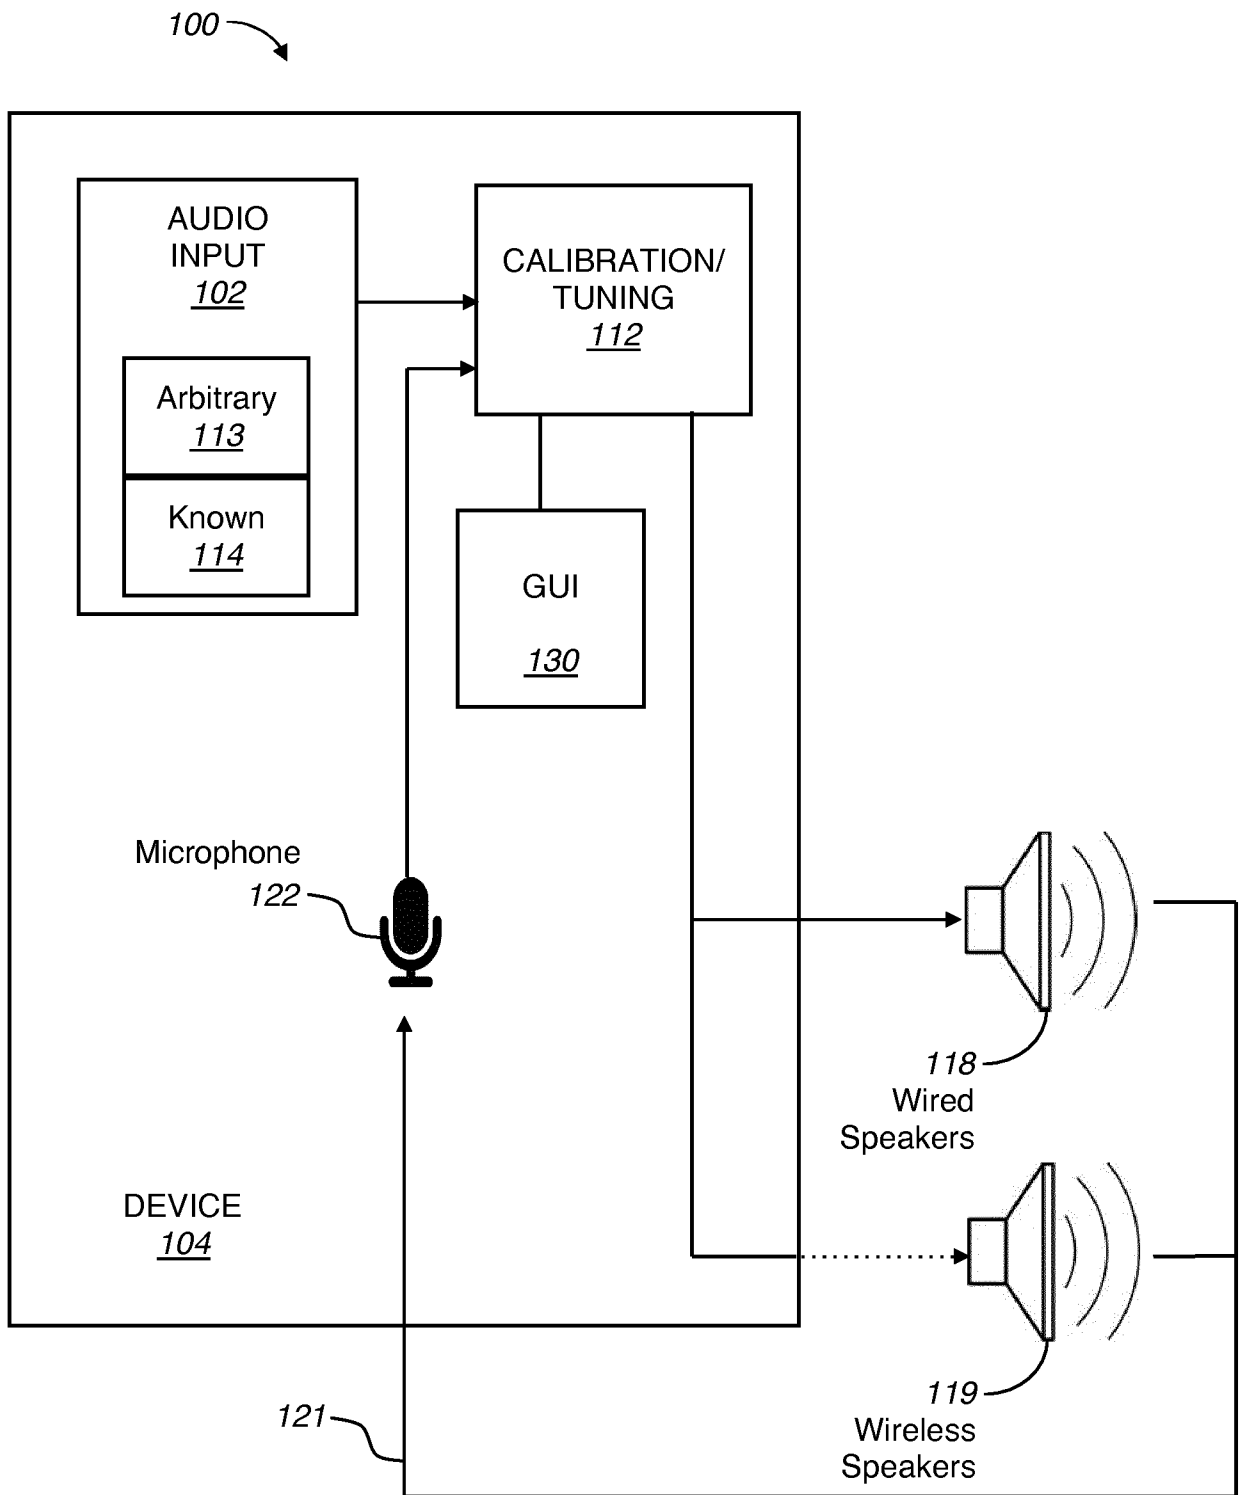 100
AUDIO
INPUT
102
Arbitrary
113
Known
114
CALIBRATION/
TUNING
112
GUI
130
Microphone
122
118
Wired
Speakers
DEVICE
104
119
Wireless
Speakers
121